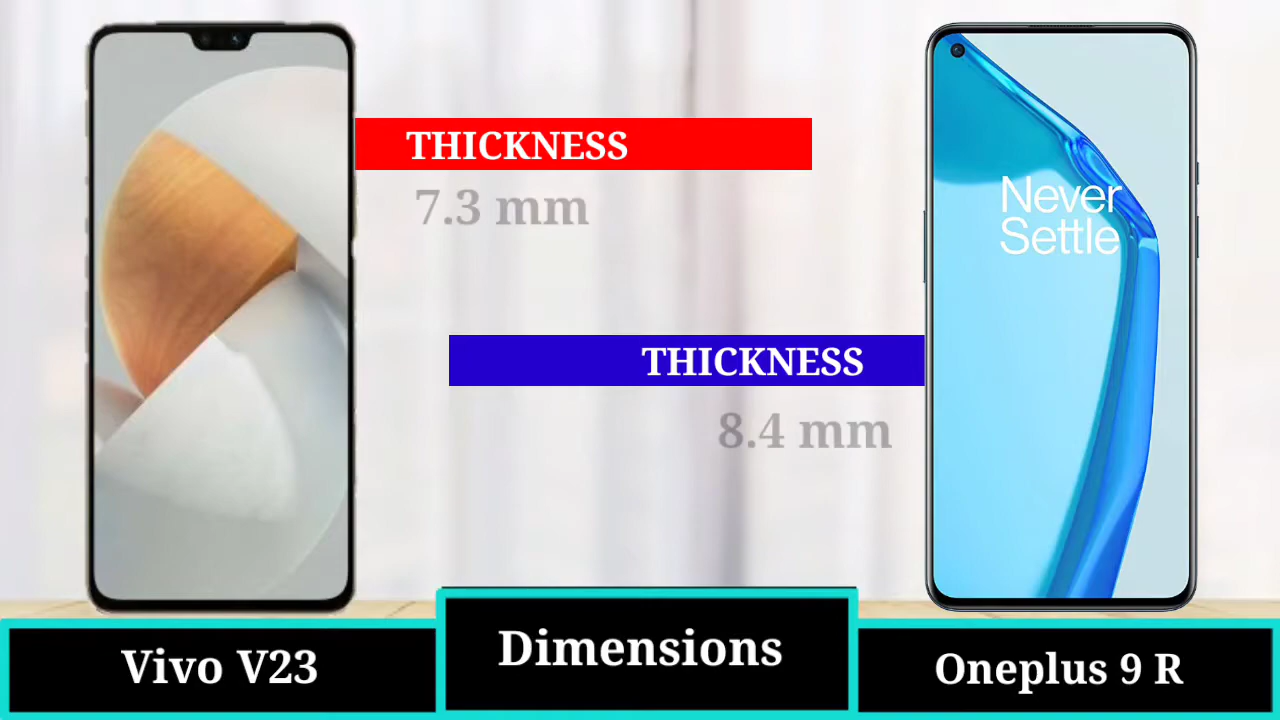 THICKNESS
7.3 mm
Never
Settle
THICKNESS
8.4 mm
Vivo V23
Dimensions
Oneplus 9 R